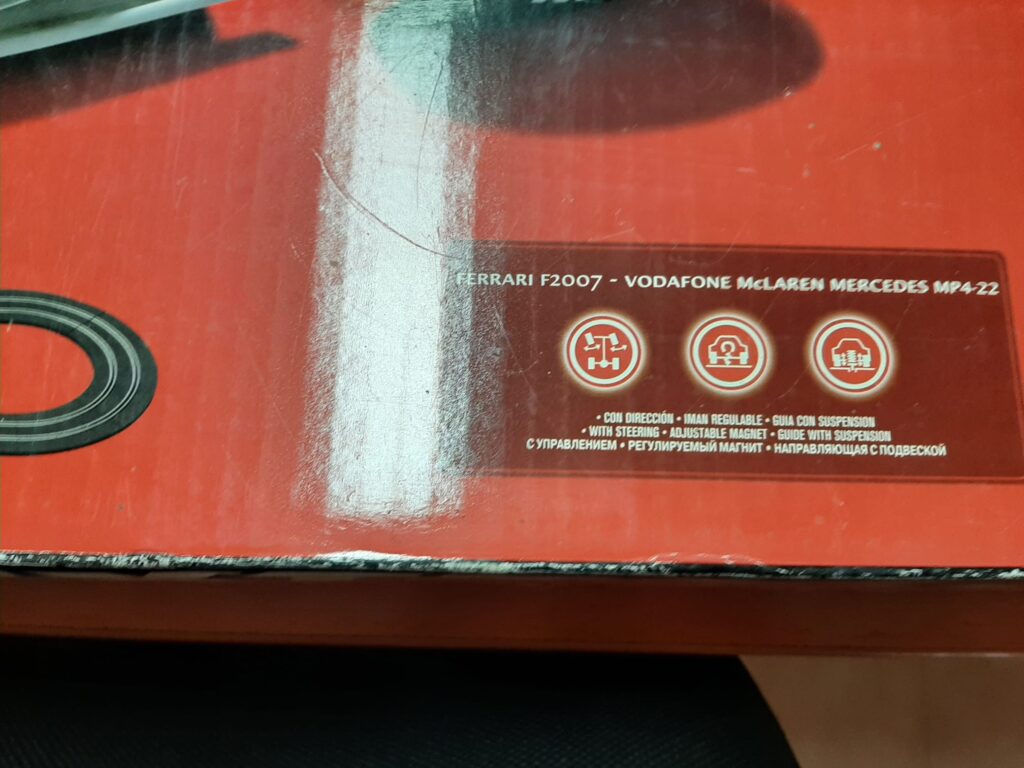 FERRARI F2007 - VODAFONE McLAREN MERCEDES MP4-22
• CON DIRECCIÓN • IMAN REGULABLE • GUIA CON SUSPENSION
• WITH STEERING • ADJUSTABLE MAGNET • GUIDE WITH SUSPENSION
С УПРАВЛЕНИЕМ • РЕГУЛИРУЕМЫЙ МАГНИТ • НАПРАВЛЯЮЩАЯ С ПОДВЕСКОЙ